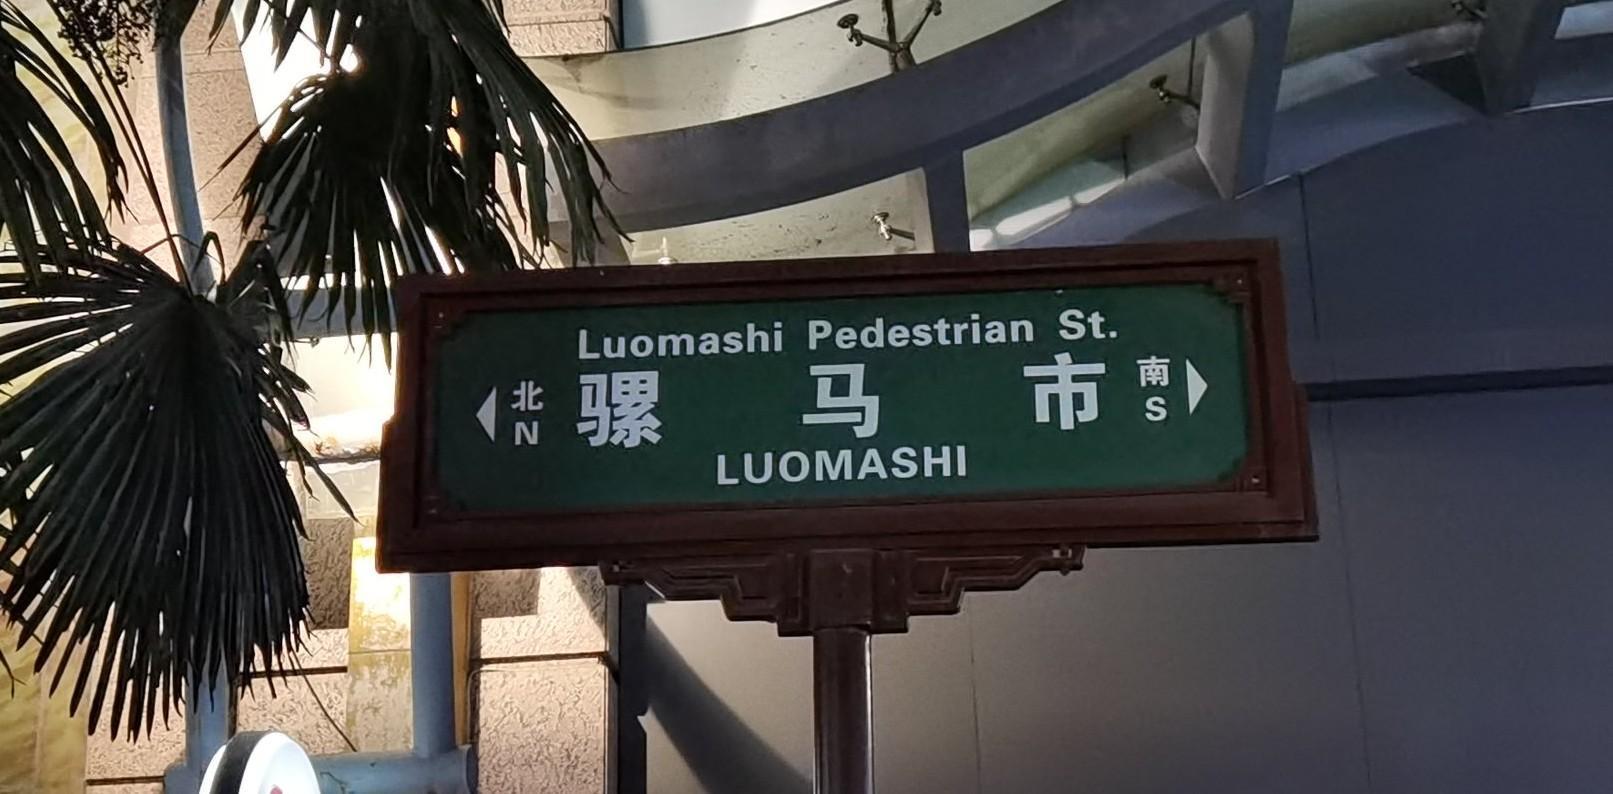 Luomashi Pedestrian St.
北 骡 马 市 南
N S
LUOMASHI